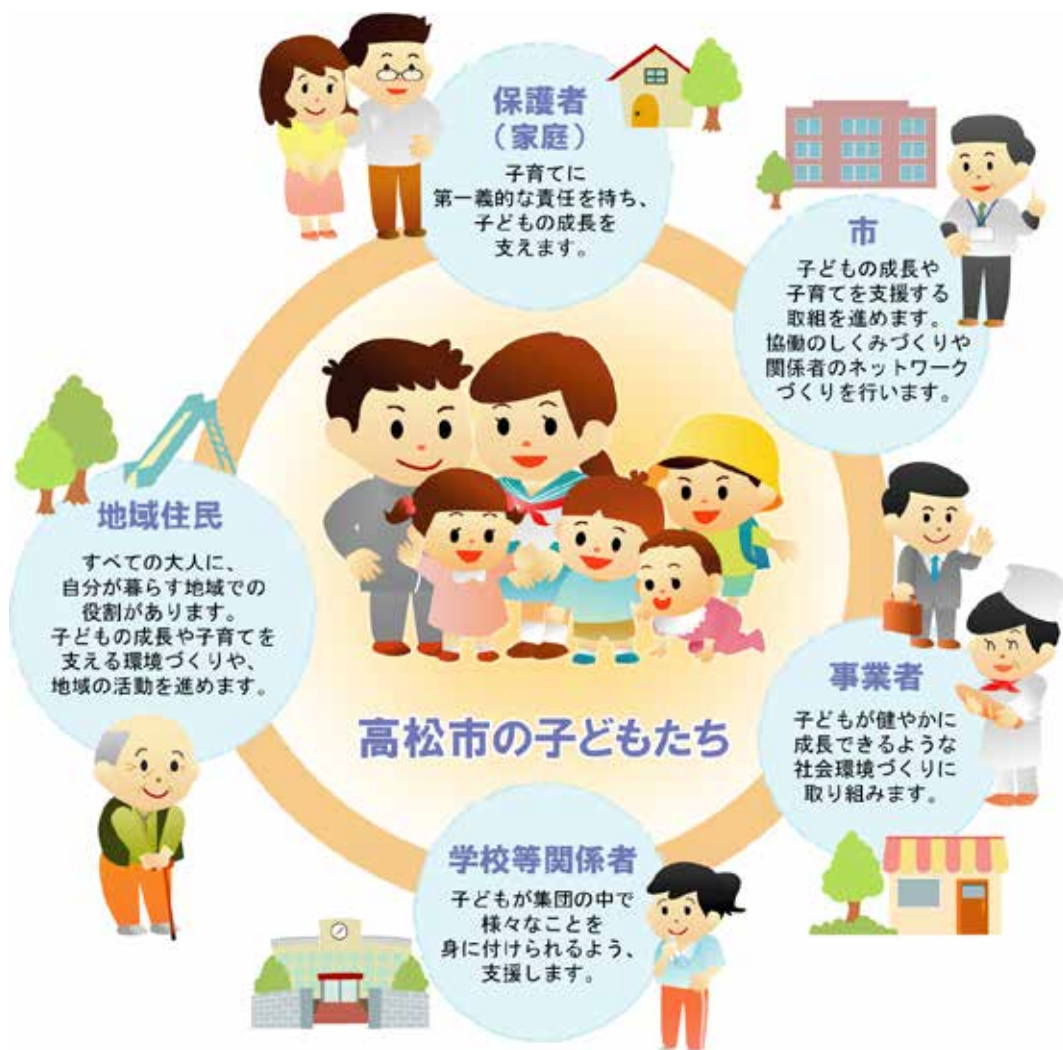 保護者
（家庭）
子育てに
第一義的な責任を持ち、
子どもの成長を
支えます。
市
子どもの成長や
子育てを支援する
取組を進めます。
協働のしくみづくりや
関係者のネットワーク
づくりを行います。
地域住民
すべての大人に、
自分が暮らす地域での
役割があります。
子どもの成長や子育てを
支える環境づくりや、
地域の活動を進めます。
事業者
子どもが健やかに
成長できるような
社会環境づくりに
取り組みます。
高松市の子どもたち
学校等関係者
子どもが集団の中で
様々なことを
身に付けられるよう、
支援します。